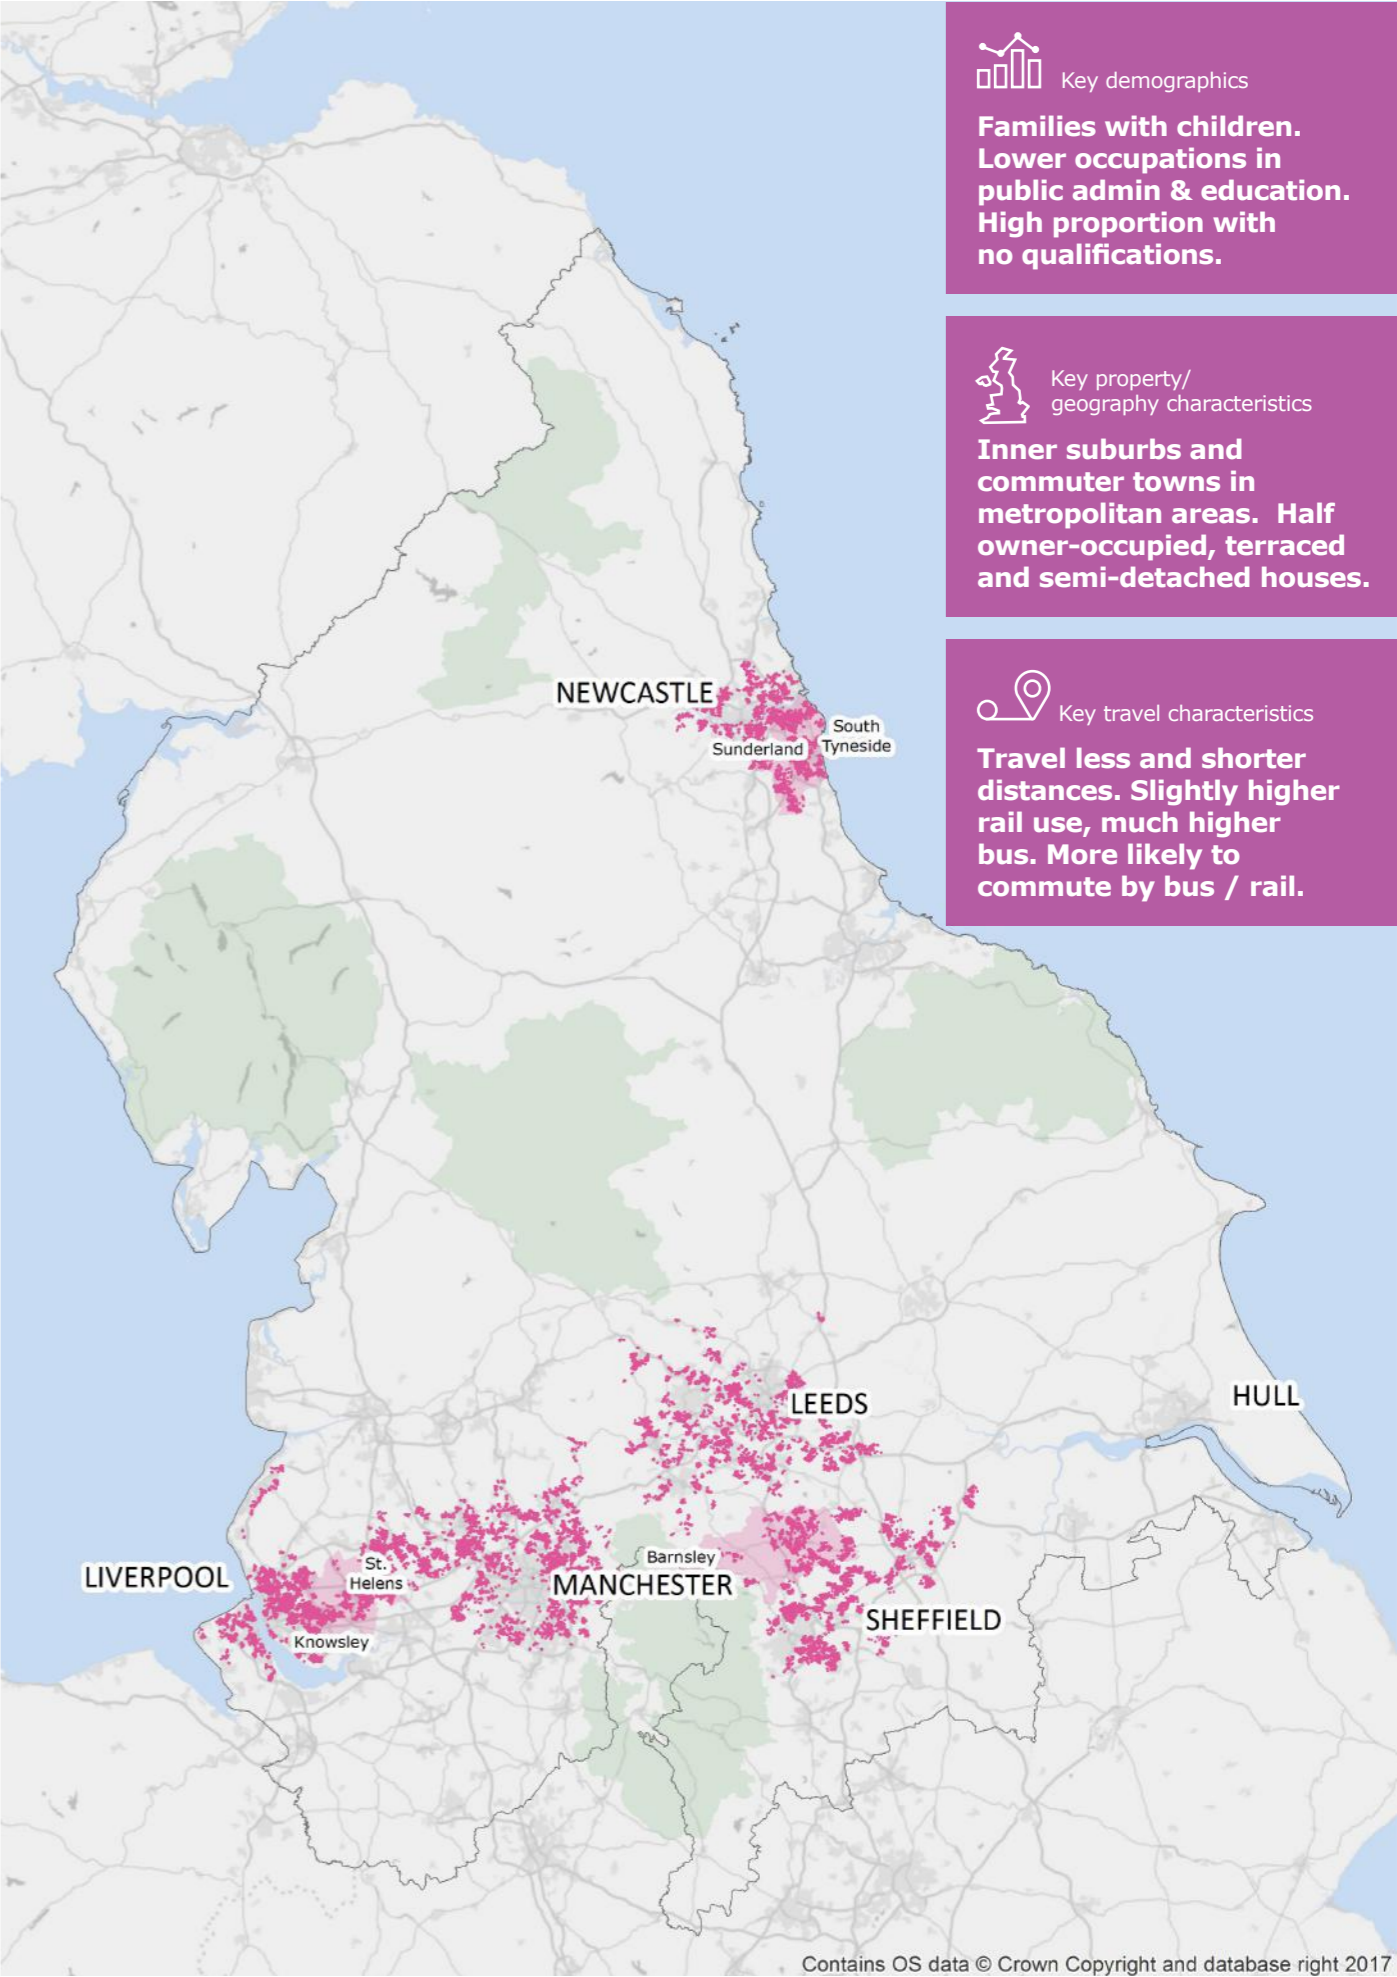 Key demographics
Families with children.
Lower occupations in
public admin & education.
High proportion with
no qualifications.
Key property/
geography characteristics
Inner suburbs and
commuter towns in
metropolitan areas.  Half
owner-occupied, terraced
and semi-detached houses.
Key travel characteristics
Travel less and shorter
distances. Slightly higher
rail use, much higher
bus. More likely to
commute by bus / rail.
NEWCASTLE
South
Tyneside
Sunderland
LEEDS
HULL
LIVERPOOL
St.
Helens
Knowsley
MANCHESTER
Barnsley
SHEFFIELD
Contains OS data © Crown Copyright and database right 2017